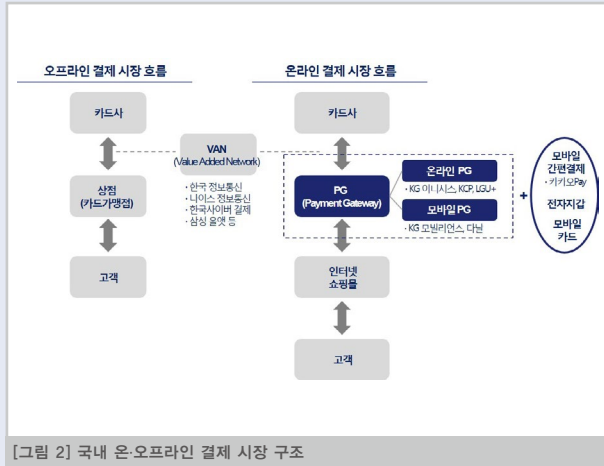 오프라인 결제 시장 흐름
카드사
상점
(카드가맹점)
고객
VAN
(Value Added Network)
· 한국 정보통신
· 나이스 정보통신
· 한국사이버 결제
· 삼성 올앳 등
온라인 결제 시장 흐름
카드사
PG
(Payment Gateway)
온라인 PG
· KG 이니시스, KCP, LGU+
모바일 PG
· KG 모빌리언스, 다날
인터넷
쇼핑몰
고객
+
모바일
간편결제
· 카카오Pay
전자지갑
모바일
카드
[그림 2] 국내 온·오프라인 결제 시장 구조